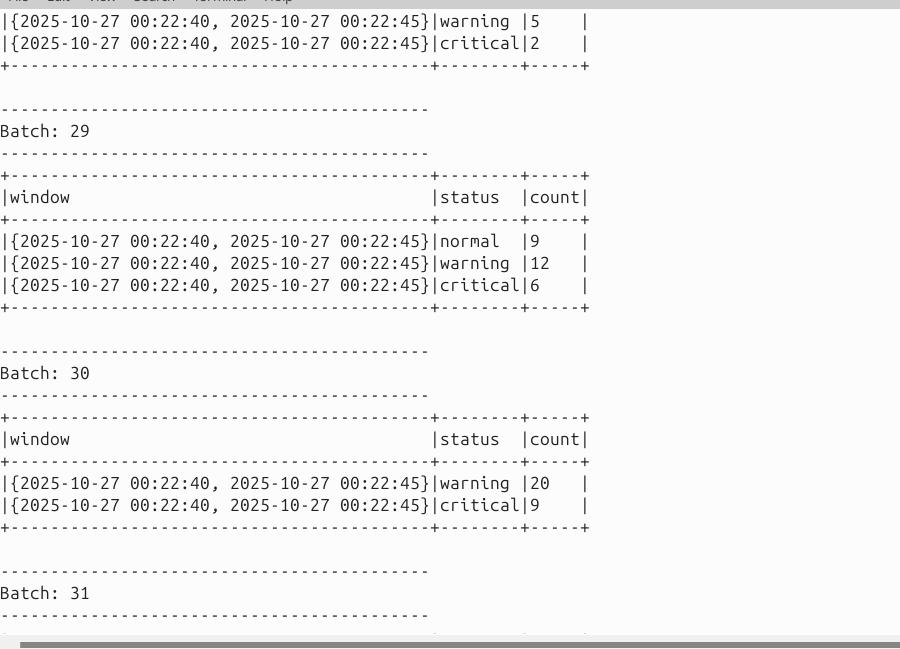 |{2025-10-27 00:22:40, 2025-10-27 00:22:45}|warning |5    |
|{2025-10-27 00:22:40, 2025-10-27 00:22:45}|critical|2    |
+------------------------------------------+--------+-----+

-------------------------------------------
Batch: 29
-------------------------------------------
+------------------------------------------+--------+-----+
|window                                    |status  |count|
+------------------------------------------+--------+-----+
|{2025-10-27 00:22:40, 2025-10-27 00:22:45}|normal  |9    |
|{2025-10-27 00:22:40, 2025-10-27 00:22:45}|warning |12   |
|{2025-10-27 00:22:40, 2025-10-27 00:22:45}|critical|6    |
+------------------------------------------+--------+-----+

-------------------------------------------
Batch: 30
-------------------------------------------
+------------------------------------------+--------+-----+
|window                                    |status  |count|
+------------------------------------------+--------+-----+
|{2025-10-27 00:22:40, 2025-10-27 00:22:45}|warning |20   |
|{2025-10-27 00:22:40, 2025-10-27 00:22:45}|critical|9    |
+------------------------------------------+--------+-----+

-------------------------------------------
Batch: 31
-------------------------------------------